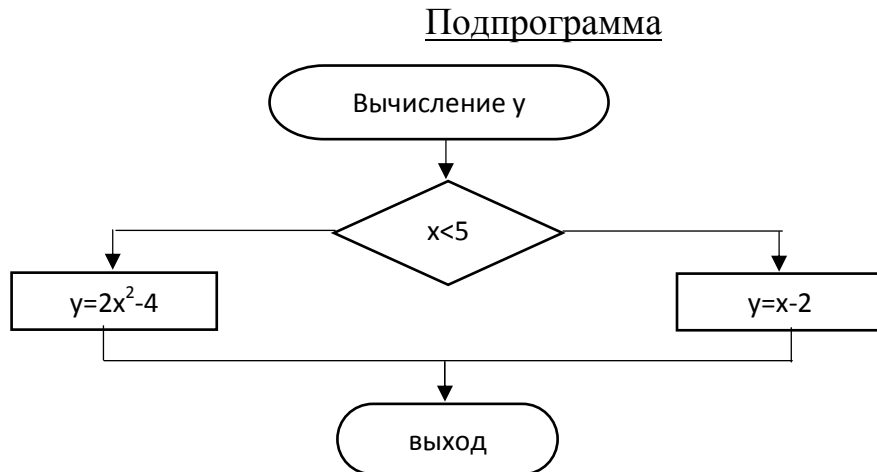 Подпрограмма
Вычисление y
x<5
y=2x²-4
y=x-2
выход